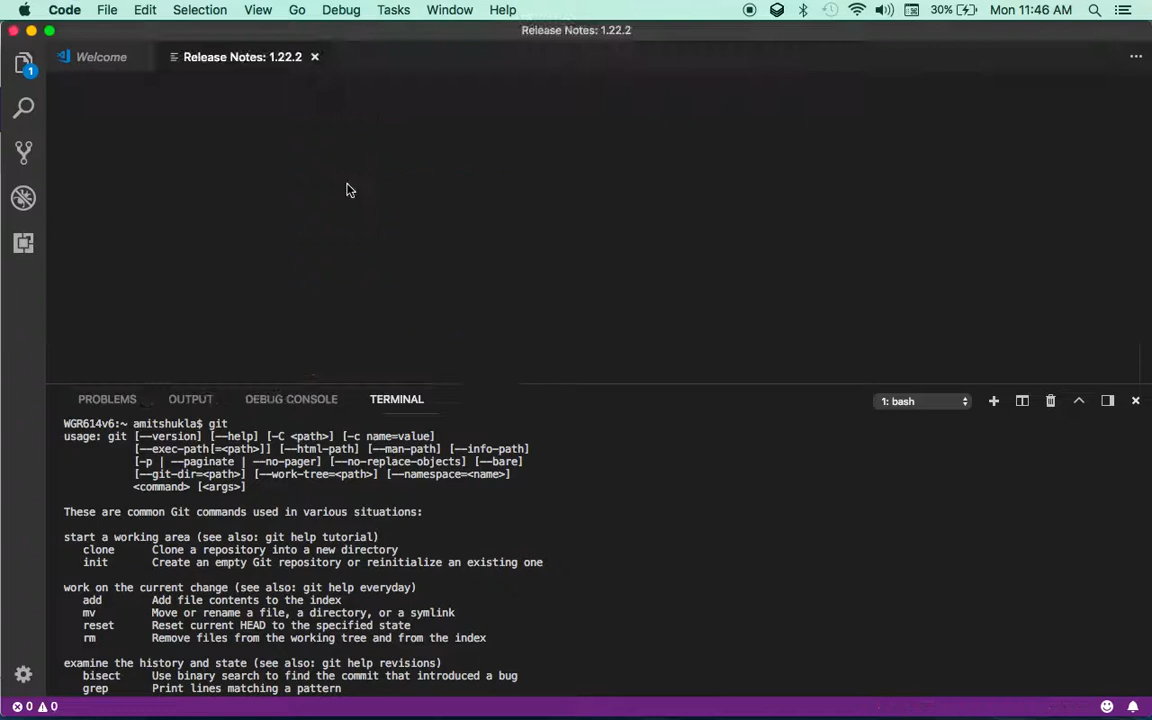 Code File Edit Selection View Go Debug Tasks Window Help 30% Mon 11:46 AM
Release Notes: 1.22.2
Welcome Release Notes: 1.22.2
1
PROBLEMS OUTPUT DEBUG CONSOLE TERMINAL 1: bash
WGR614v6:~ amitshukla$ git
usage: git [--version] [--help] [-C <path>] [-c name=value]
[--exec-path[=<path>]] [--html-path] [--man-path] [--info-path]
[-p | --paginate | --no-pager] [--no-replace-objects] [--bare]
[--git-dir=<path>] [--work-tree=<path>] [--namespace=<name>]
<command> [<args>]
These are common Git commands used in various situations:
start a working area (see also: git help tutorial)
clone Clone a repository into a new directory
init Create an empty Git repository or reinitialize an existing one
work on the current change (see also: git help everyday)
add Add file contents to the index
mv Move or rename a file, a directory, or a symlink
reset Reset current HEAD to the specified state
rm Remove files from the working tree and from the index
examine the history and state (see also: git help revisions)
bisect Use binary search to find the commit that introduced a bug
grep Print lines matching a pattern
0 0